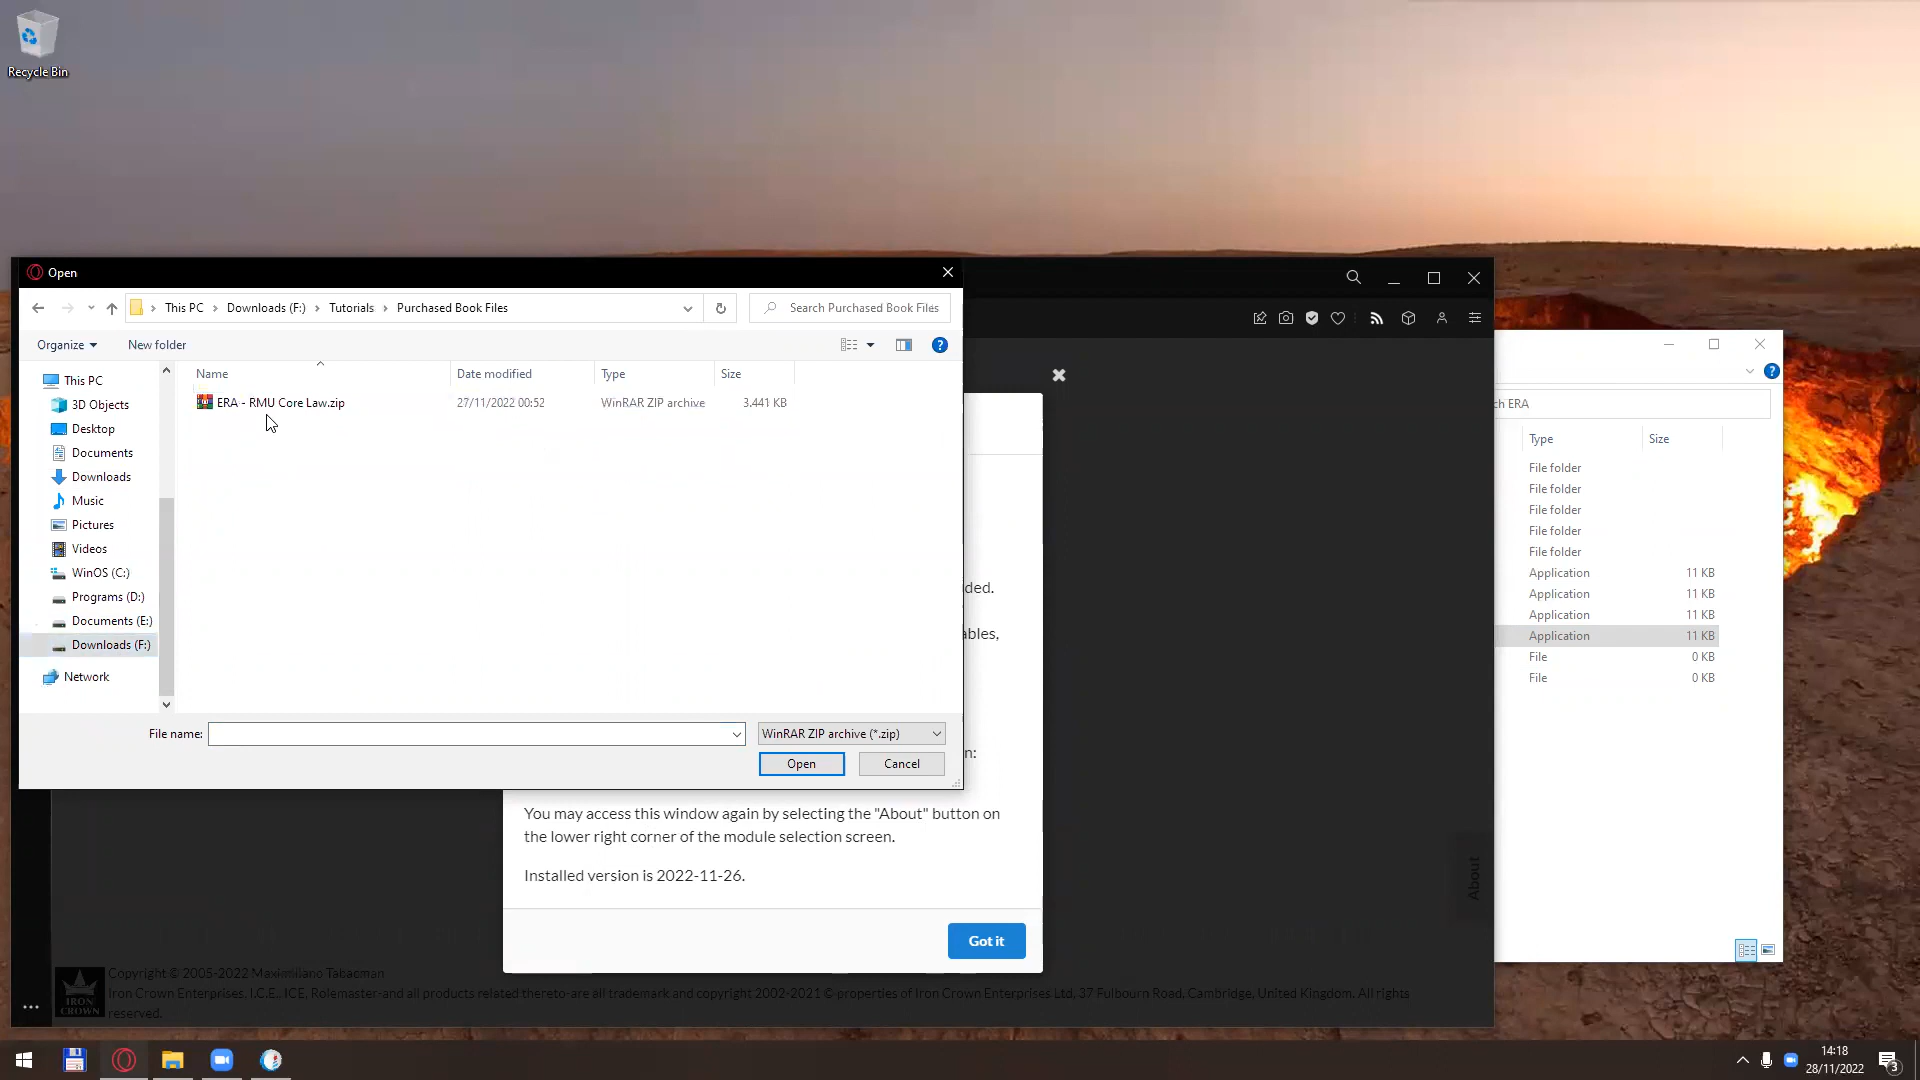 Recycle Bin
Open
This PC
Downloads (F:)
Tutorials
Purchased Book Files
Search Purchased Book Files
Organize
New folder
Name
Date modified
Type
Size
ERA - RMU Core Law.zip
27/11/2022 00:52
WinRAR ZIP archive
3.441 KB
This PC
3D Objects
Desktop
Documents
Downloads
Music
Pictures
Videos
WinOS (C:)
Programs (D:)
Documents (E:)
Downloads (F:)
Network
File name:
WinRAR ZIP archive (*.zip)
Open
Cancel
ded.
ables,
n:
You may access this window again by selecting the "About" button on
the lower right corner of the module selection screen.
Installed version is 2022-11-26.
Got it
About
Copyright © 2005-2022 Maximiliano Tabacman
Iron Crown Enterprises, I.C.E., ICE, Rolemaster and all products related thereto are all trademark and copyright 2002-2021 © properties of Iron Crown Enterprises Ltd, 37 Fulbourn Road, Cambridge, United Kingdom. All rights
reserved.
IRON
CROWN
ch ERA
Type
Size
File folder
File folder
File folder
File folder
File folder
Application
11 KB
Application
11 KB
Application
11 KB
Application
11 KB
File
0 KB
File
0 KB
14:18
28/11/2022
3